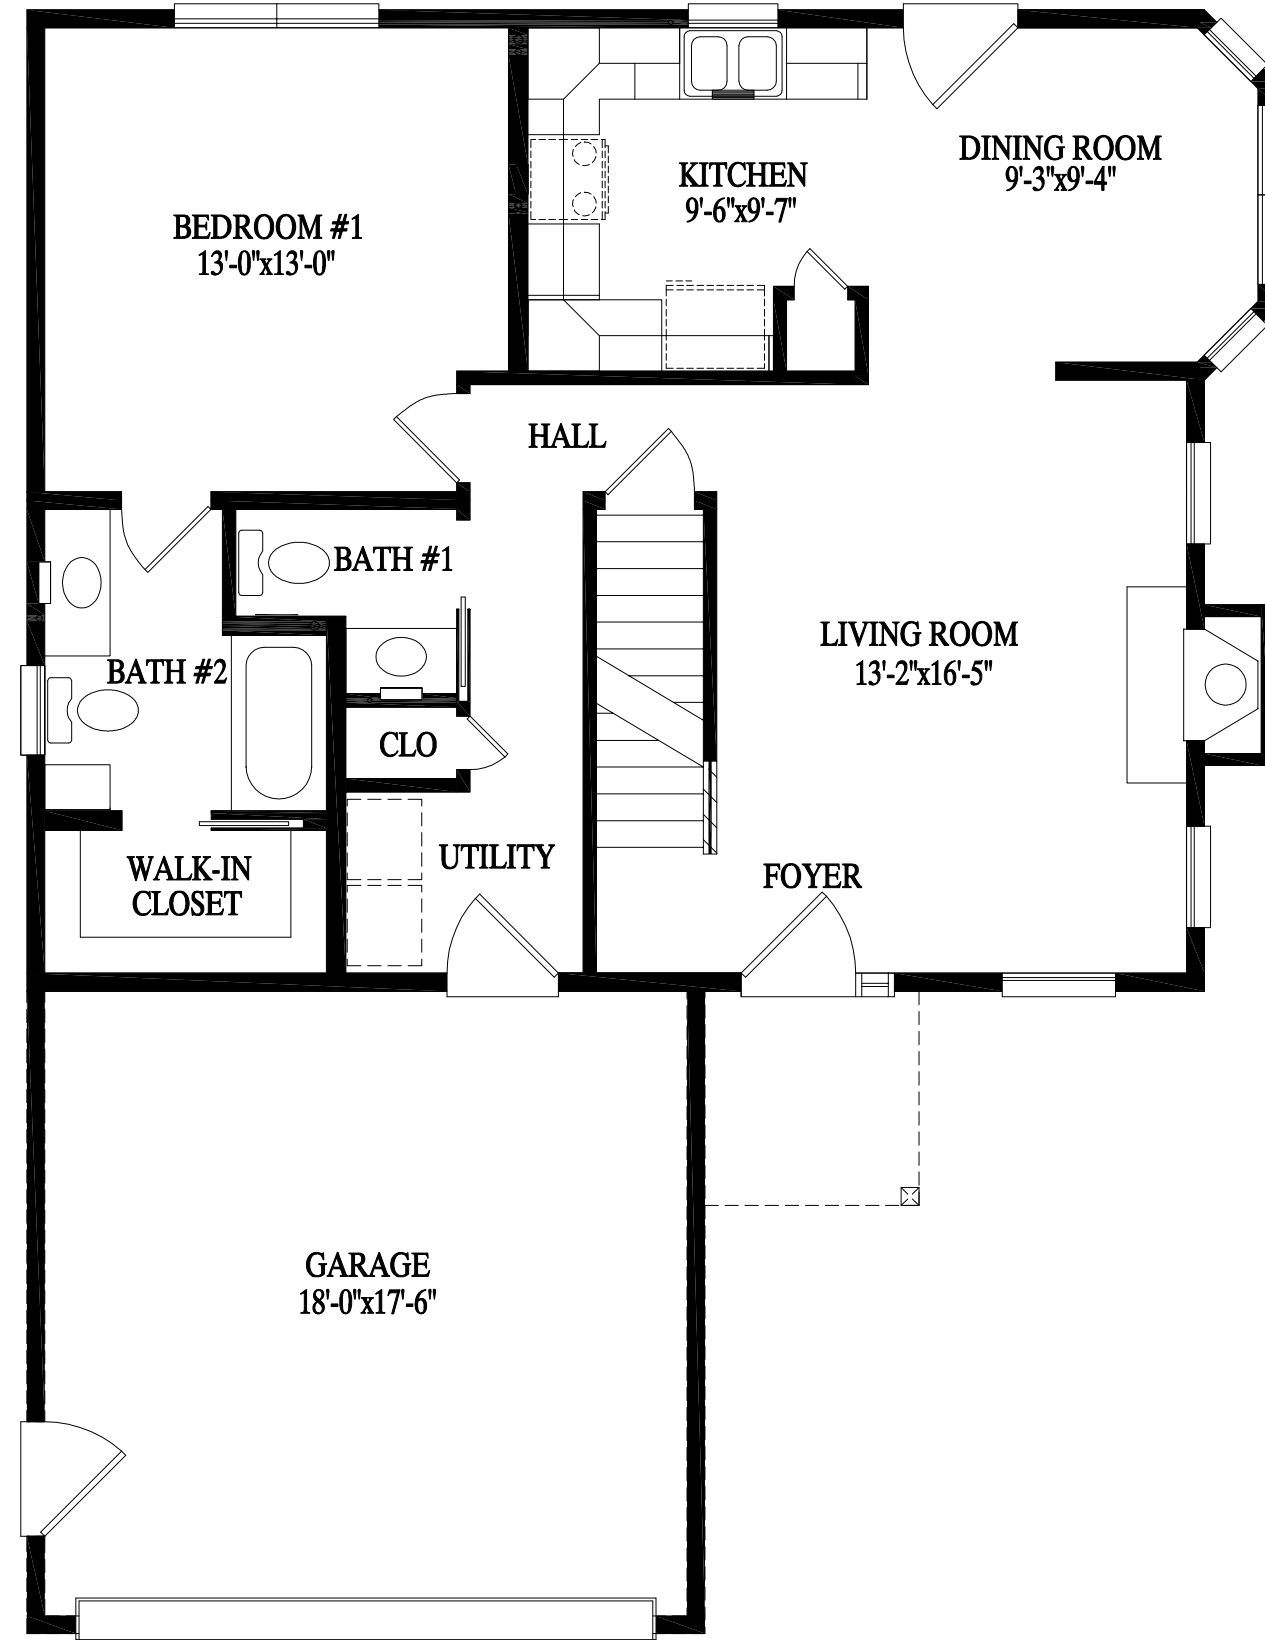 DINING ROOM
9'-3"x9'-4"
KITCHEN
9'-6"x9'-7"
BEDROOM #1
13'-0"x13'-0"
HALL
BATH #1
LIVING ROOM
13'-2"x16'-5"
BATH #2
CLO
UTILITY
WALK-IN
CLOSET
FOYER
GARAGE
18'-0"x17'-6"